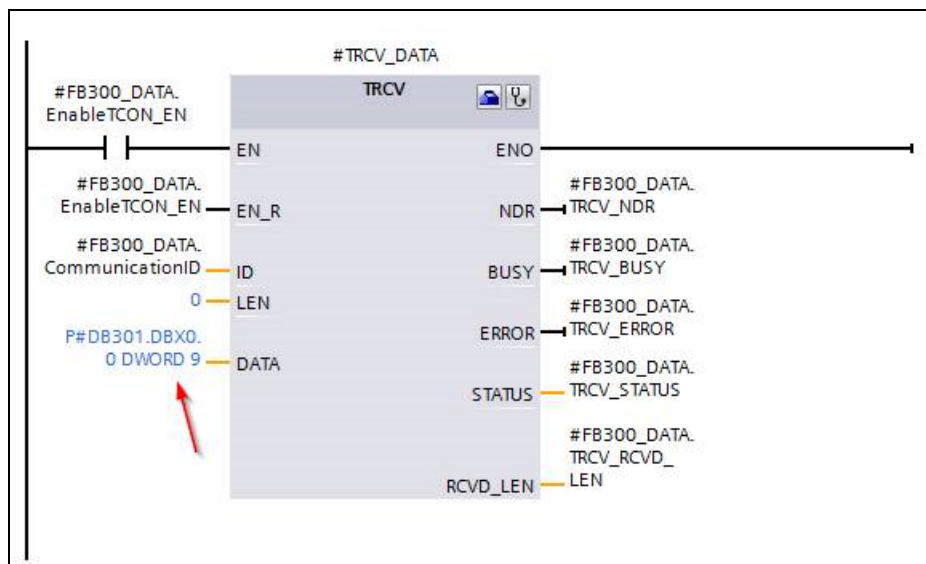 #TRCV_DATA
TRCV
#FB300_DATA.
EnableTCON_EN
EN
ENO
#FB300_DATA.
EnableTCON_EN
EN_R
NDR
#FB300_DATA.
TRCV_NDR
#FB300_DATA.
CommunicationID
ID
BUSY
#FB300_DATA.
TRCV_BUSY
0
LEN
ERROR
#FB300_DATA.
TRCV_ERROR
P#DB301.DBX0.
0 DWORD 9
DATA
STATUS
#FB300_DATA.
TRCV_STATUS
RCVD_LEN
#FB300_DATA.
TRCV_RCVD_
LEN